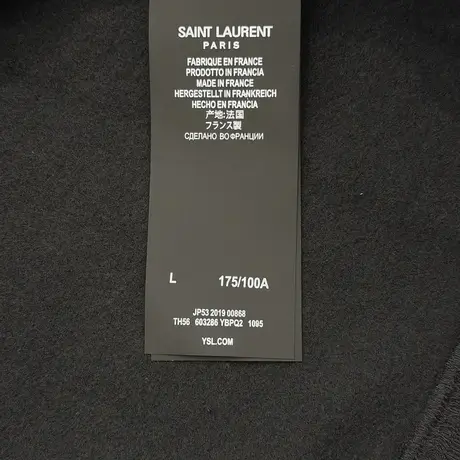 SAINT LAURENT
PARIS
FABRIQUE EN FRANCE
PRODOTTO IN FRANCIA
MADE IN FRANCE
HERGESTELLT IN FRANKREICH
HECHO EN FRANCIA
产地:法国
フランス製
СДЕЛАНО ВО ФРАНЦИИ
L 175/100A
JP53 2019 00868
TH56 603286 YBPQ2 1095
YSL.COM